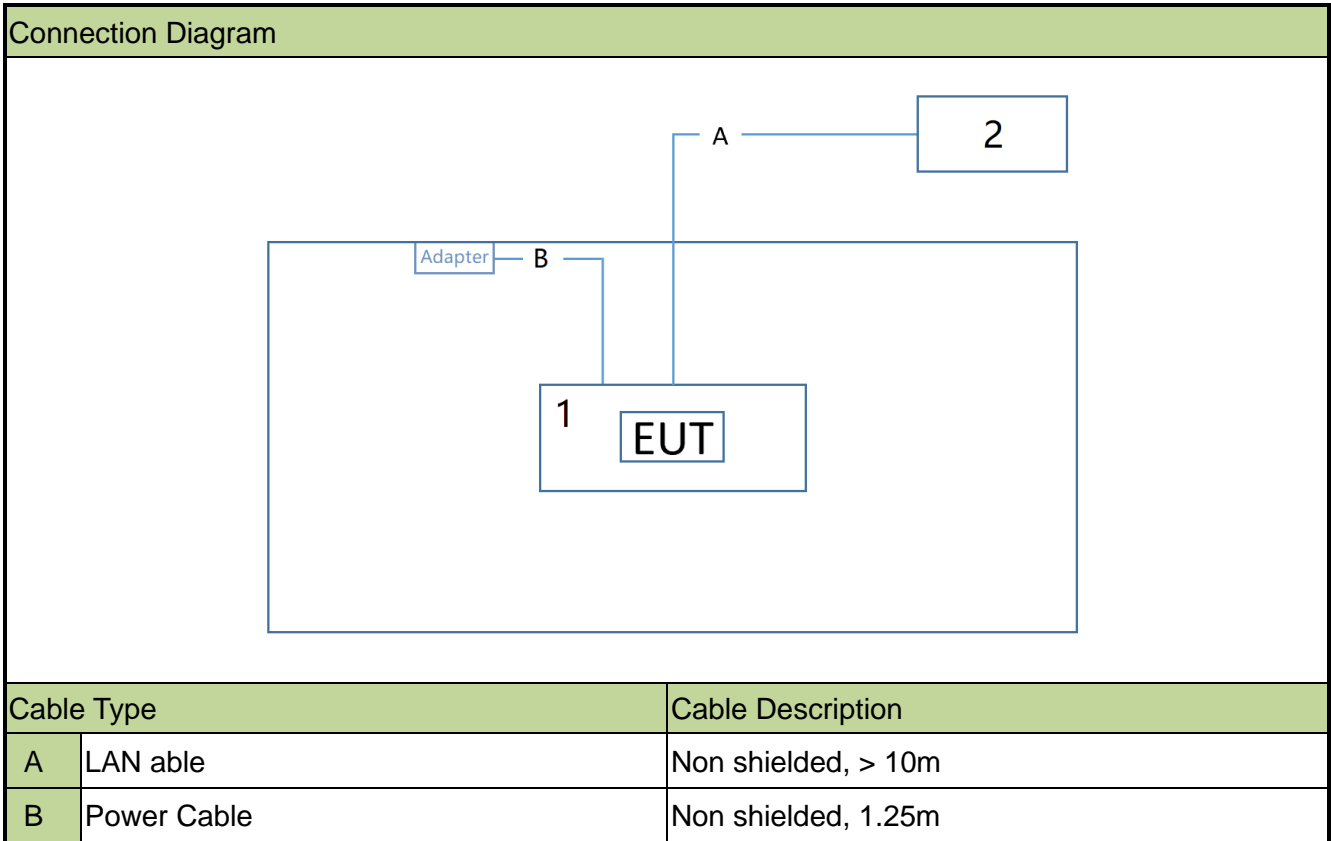 Connection Diagram
A
2
Adapter
B
1
EUT
Cable Type Cable Description
A LAN able Non shielded, > 10m
B Power Cable Non shielded, 1.25m